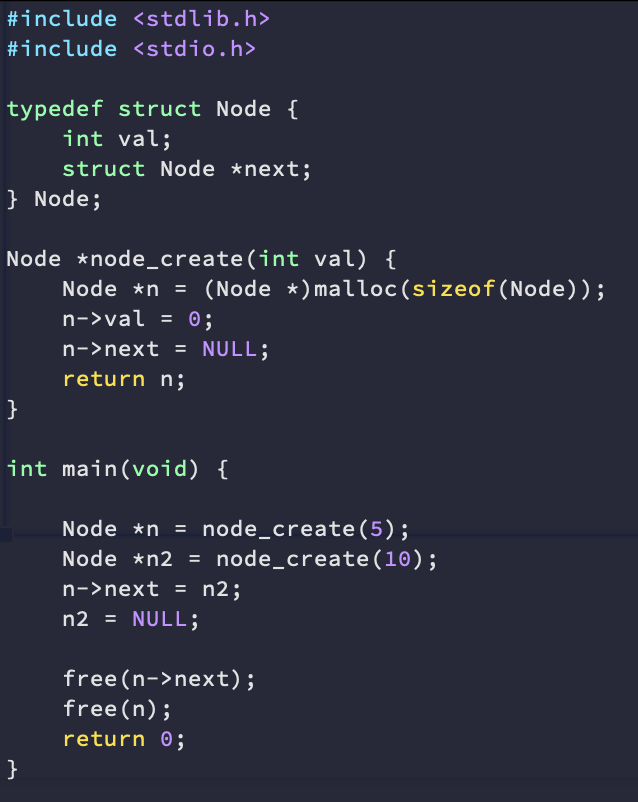 #include <stdlib.h>
#include <stdio.h>

typedef struct Node {
    int val;
    struct Node *next;
} Node;

Node *node_create(int val) {
    Node *n = (Node *)malloc(sizeof(Node));
    n->val = 0;
    n->next = NULL;
    return n;
}

int main(void) {

    Node *n = node_create(5);
    Node *n2 = node_create(10);
    n->next = n2;
    n2 = NULL;

    free(n->next);
    free(n);
    return 0;
}